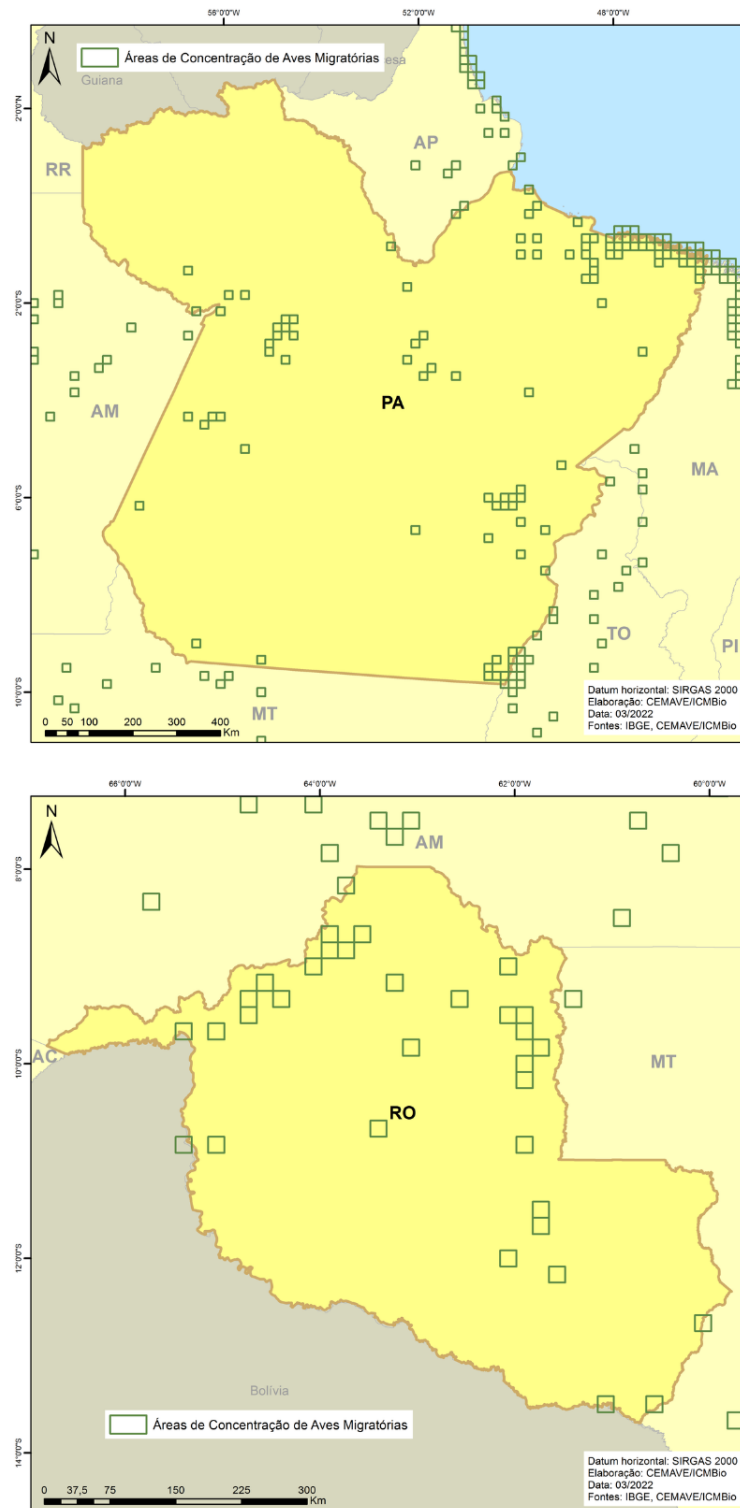 56°0'0"W 52°0'0"W 48°0'0"W
N
Áreas de Concentração de Aves Migratórias
Guiana
2°0'0"N
AP
RR
2°0'0"S
AM
PA
MA
6°0'0"S
TO
PI
10°0'0"S
MT
Datum horizontal: SIRGAS 2000
Elaboração: CEMAVE/ICMBio
Data: 03/2022
Fontes: IBGE, CEMAVE/ICMBio
0 50 100 200 300 400
Km
66°0'0"W 64°0'0"W 62°0'0"W 60°0'0"W
N
AM
8°0'0"S
AC
10°0'0"S
MT
RO
12°0'0"S
Bolívia
Áreas de Concentração de Aves Migratórias
14°0'0"S
Datum horizontal: SIRGAS 2000
Elaboração: CEMAVE/ICMBio
Data: 03/2022
Fontes: IBGE, CEMAVE/ICMBio
0 37,5 75 150 225 300
Km